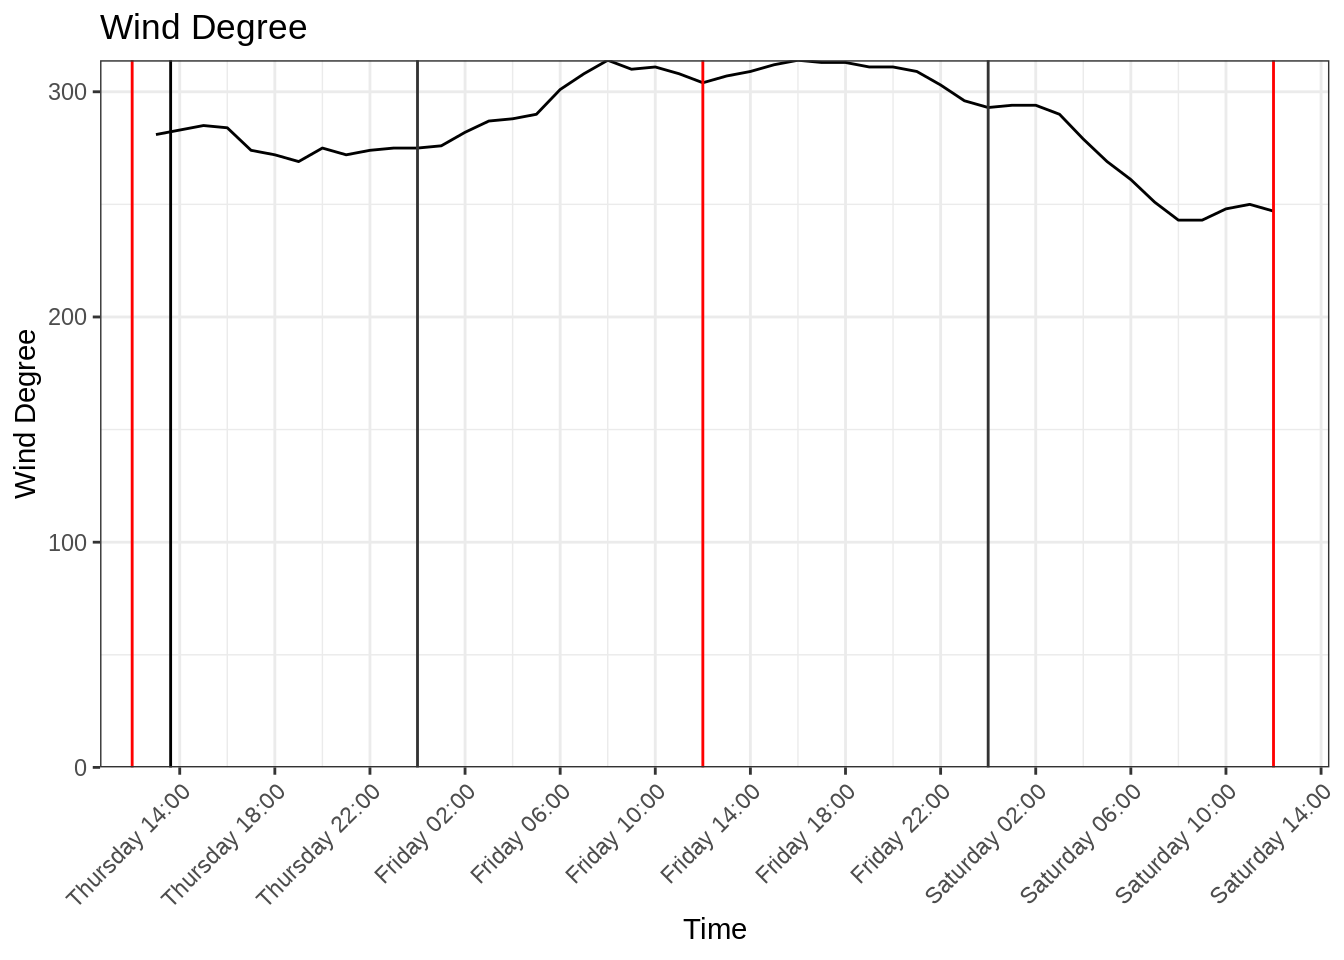 Wind Degree
Wind Degree
300
200
100
0
Thursday 14:00
Thursday 18:00
Thursday 22:00
Friday 02:00
Friday 06:00
Friday 10:00
Friday 14:00
Friday 18:00
Friday 22:00
Saturday 02:00
Saturday 06:00
Saturday 10:00
Saturday 14:00
Time